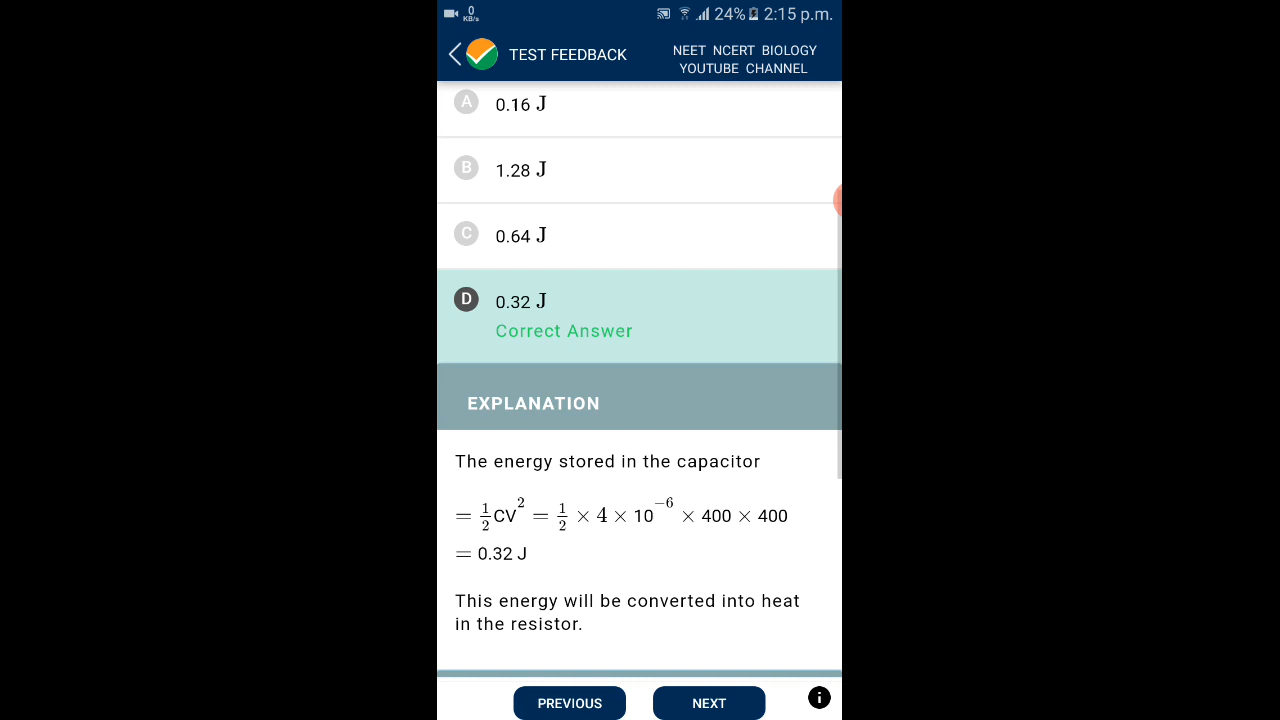 0
KB/s
24% 2:15 p.m.
TEST FEEDBACK
NEET NCERT BIOLOGY
YOUTUBE CHANNEL
A 0.16 J
B 1.28 J
C 0.64 J
D 0.32 J
Correct Answer
EXPLANATION
The energy stored in the capacitor
= 1/2 CV² = 1/2 × 4 × 10⁻⁶ × 400 × 400
= 0.32 J
This energy will be converted into heat
in the resistor.
PREVIOUS
NEXT
i